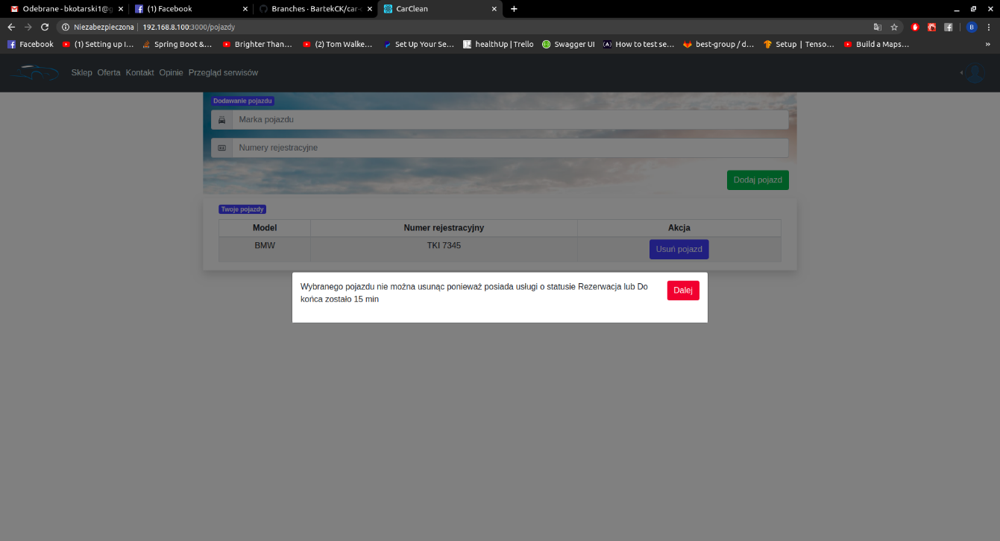 Odebrane - bkotarski1@g
(1) Facebook
Branches · BartekCK/car-c
CarClean
Niezabezpieczona | 192.168.8.100:3000/pojazdy
B
Facebook
(1) Setting up I…
Spring Boot &…
Brighter Than…
(2) Tom Walke…
Set Up Your Se…
healthUp | Trello
Swagger UI
How to test se…
best-group / d…
Setup | Tenso…
Build a Maps…
»
Sklep Oferta Kontakt Opinie Przegląd serwisów
Dodawanie pojazdu
Marka pojazdu
Numery rejestracyjne
Dodaj pojazd
Twoje pojazdy
Model Numer rejestracyjny Akcja
BMW TKI 7345 Usuń pojazd
Wybranego pojazdu nie można usunąc ponieważ posiada usługi o statusie Rezerwacja lub Do
końca zostało 15 min
Dalej